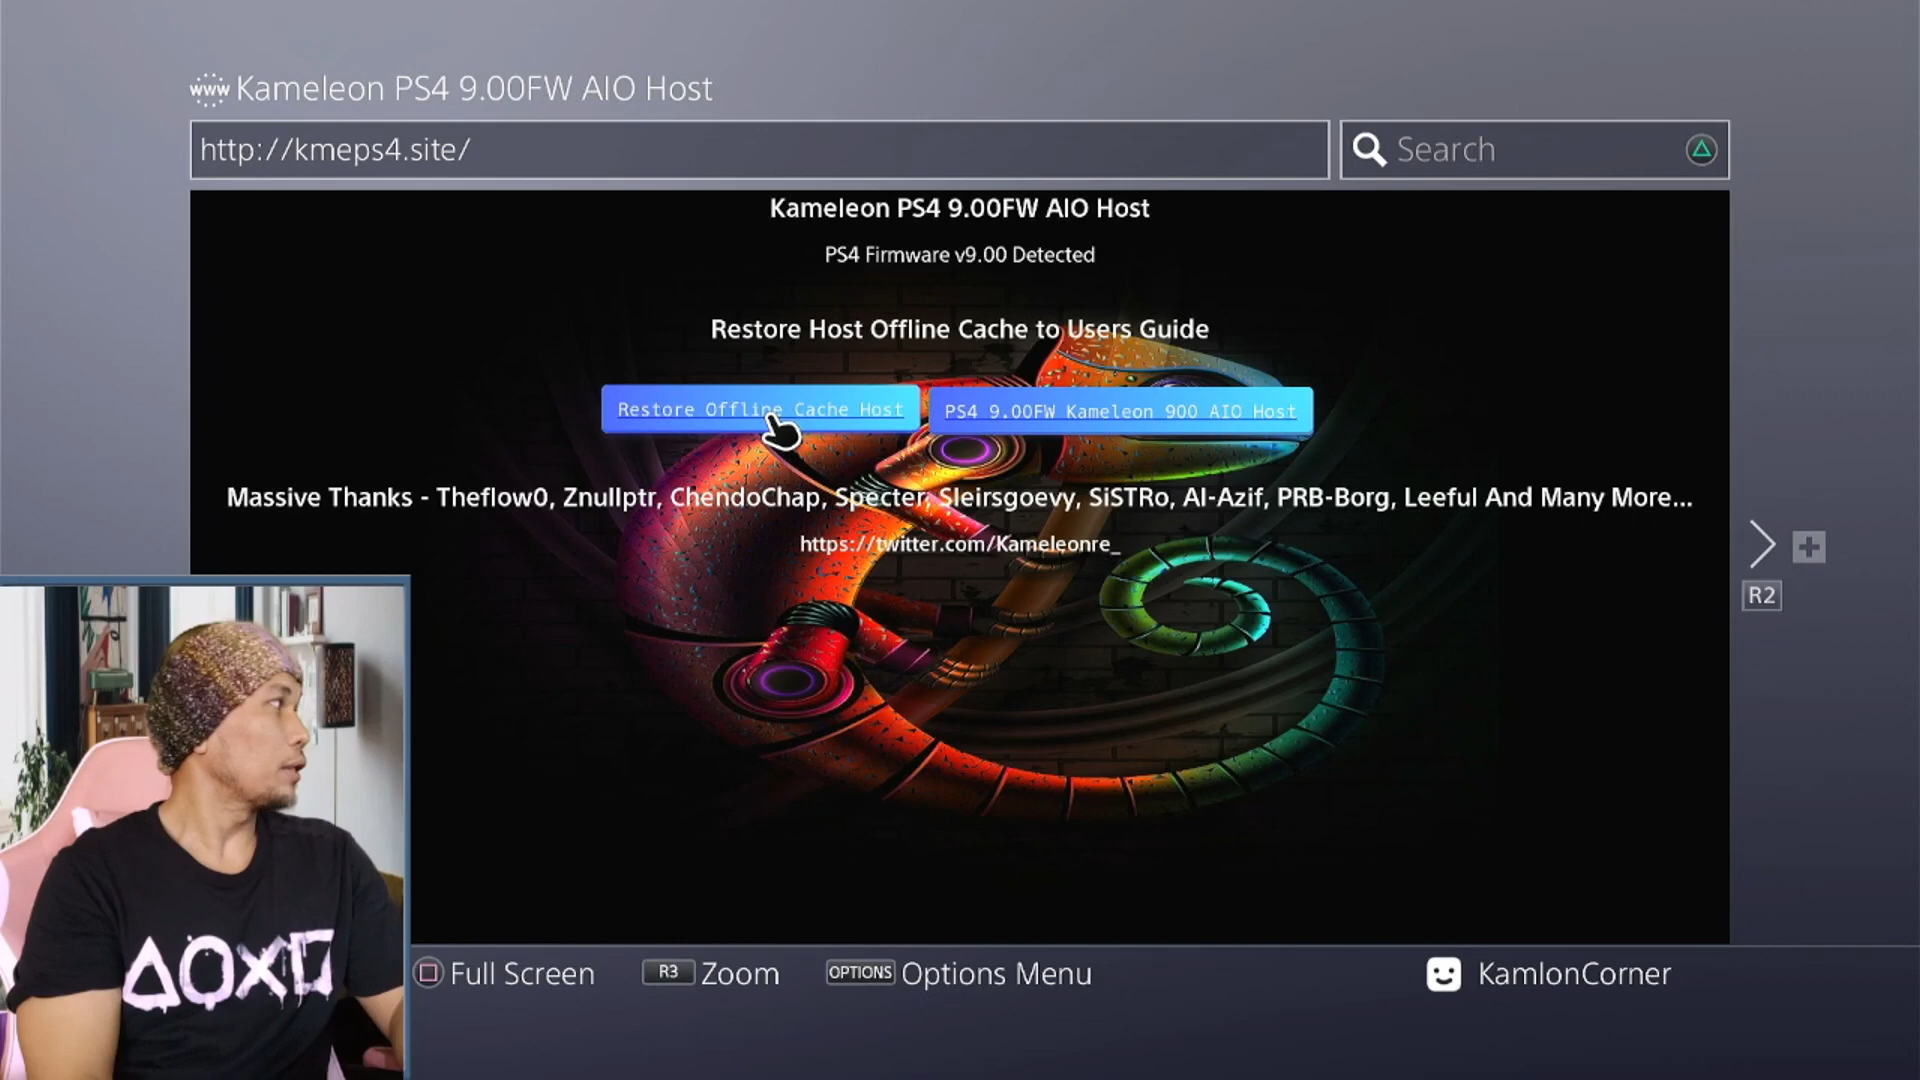 www Kameleon PS4 9.00FW AIO Host
http://kmeps4.site/
Search
Kameleon PS4 9.00FW AIO Host
PS4 Firmware v9.00 Detected
Restore Host Offline Cache to Users Guide
Restore Offline Cache Host
PS4 9.00FW Kameleon 900 AIO Host
Massive Thanks - Theflow0, Znullptr, ChendoChap, Specter, Sleirsgoevy, SiSTRo, Al-Azif, PRB-Borg, Leeful And Many More...
https://twitter.com/Kameleonre_
R2
Full Screen
R3 Zoom
OPTIONS Options Menu
KamlonCorner